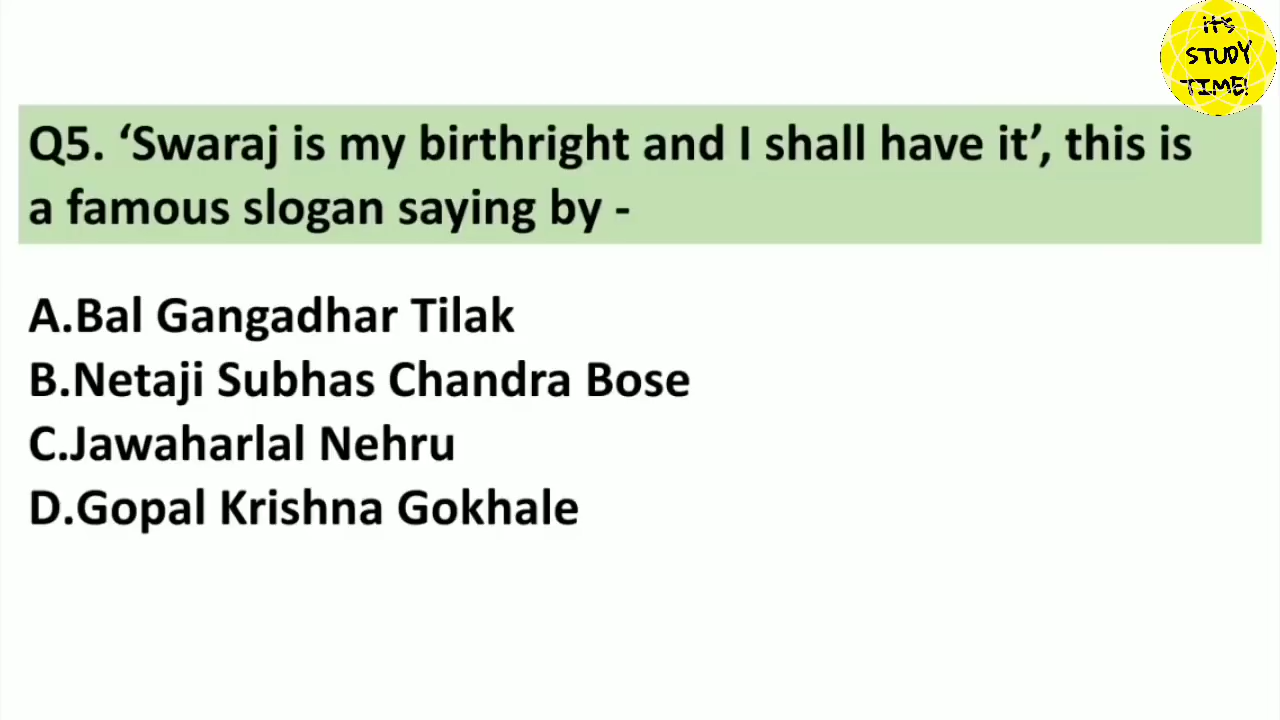 it's
STUDY
TIME!
Q5. ‘Swaraj is my birthright and I shall have it’, this is
a famous slogan saying by -
A.Bal Gangadhar Tilak
B.Netaji Subhas Chandra Bose
C.Jawaharlal Nehru
D.Gopal Krishna Gokhale